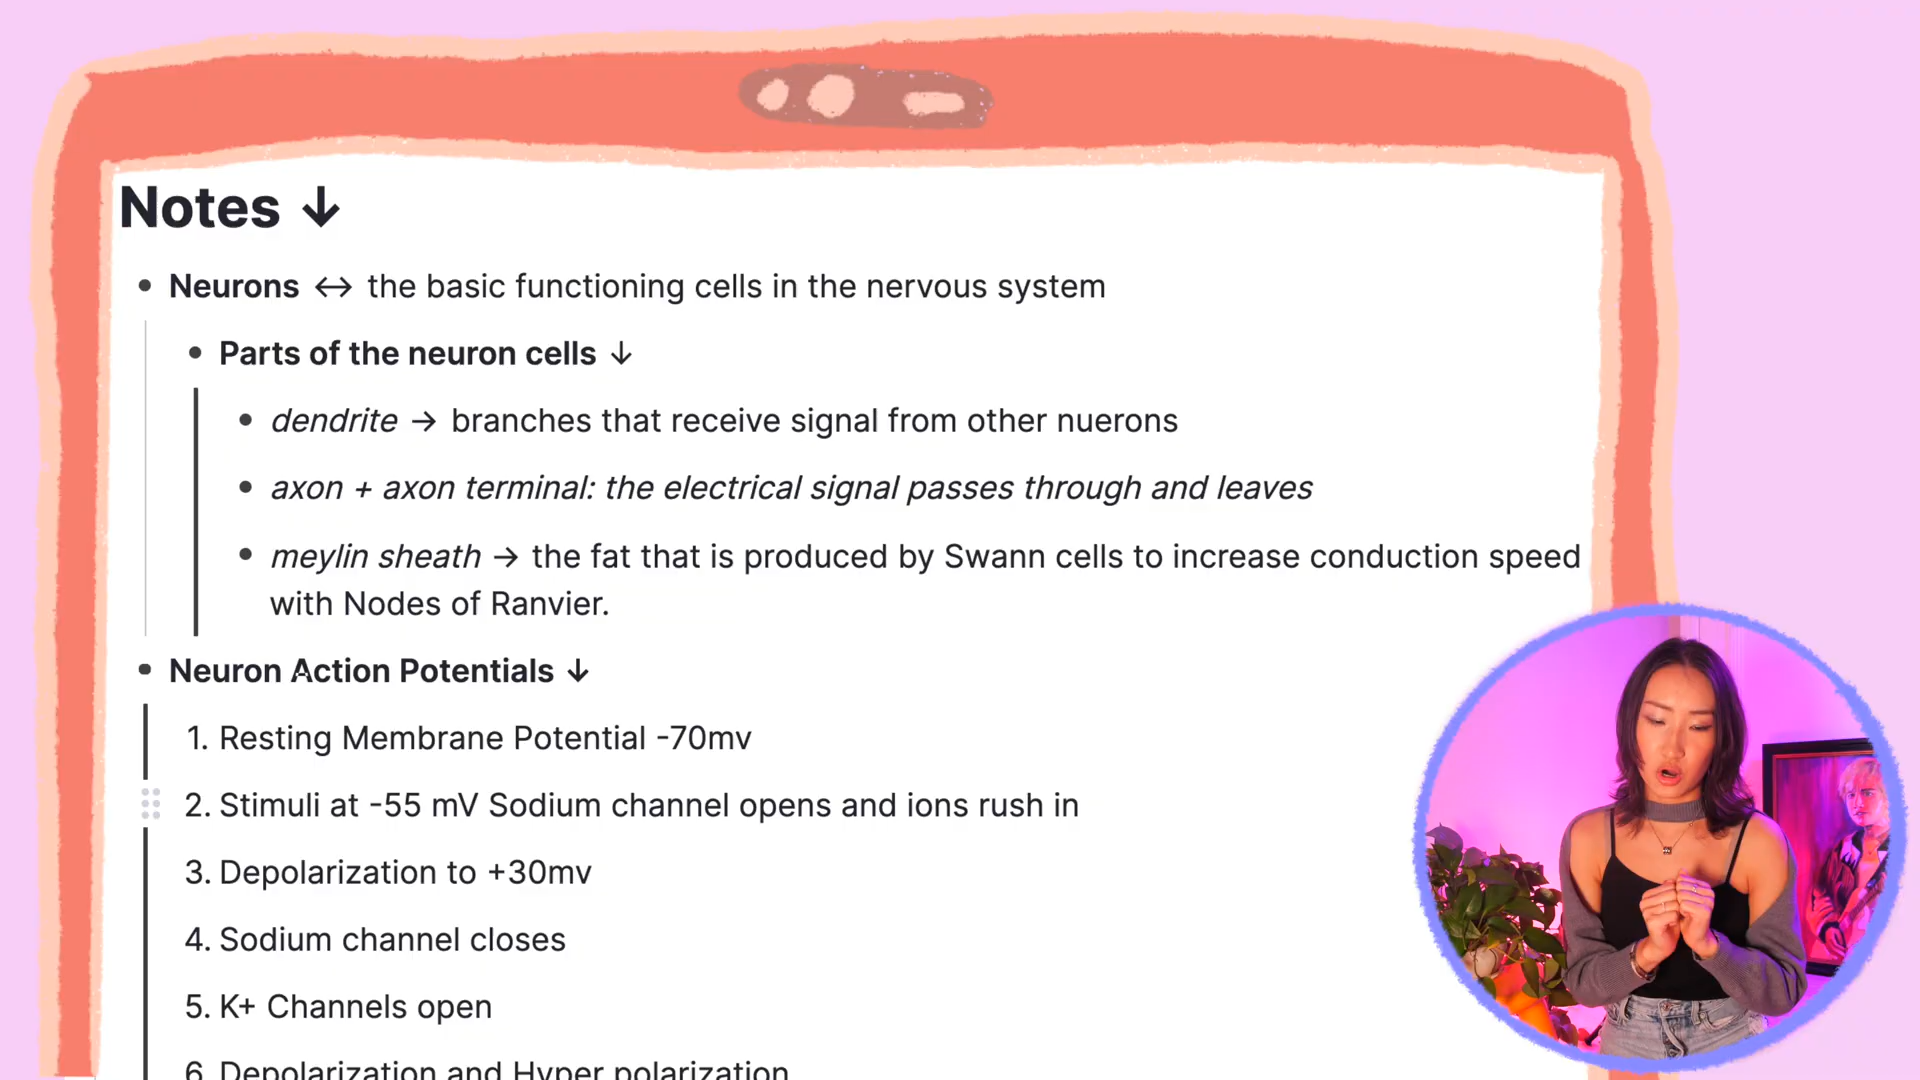 Notes ↓
Neurons ↔ the basic functioning cells in the nervous system
Parts of the neuron cells ↓
dendrite → branches that receive signal from other nuerons
axon + axon terminal: the electrical signal passes through and leaves
meylin sheath → the fat that is produced by Swann cells to increase conduction speed
with Nodes of Ranvier.
Neuron Action Potentials ↓
1. Resting Membrane Potential -70mv
2. Stimuli at -55 mV Sodium channel opens and ions rush in
3. Depolarization to +30mv
4. Sodium channel closes
5. K+ Channels open
6. Depolarization and Hyper polarization